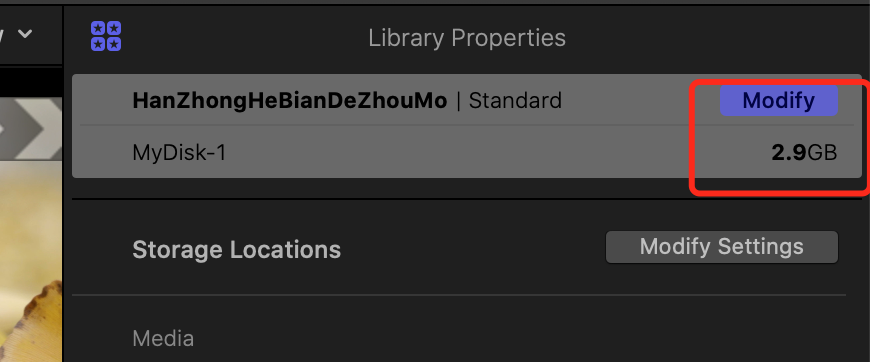 Library Properties
HanZhongHeBianDeZhouMo | Standard
Modify
MyDisk-1
2.9GB
Storage Locations
Modify Settings
Media